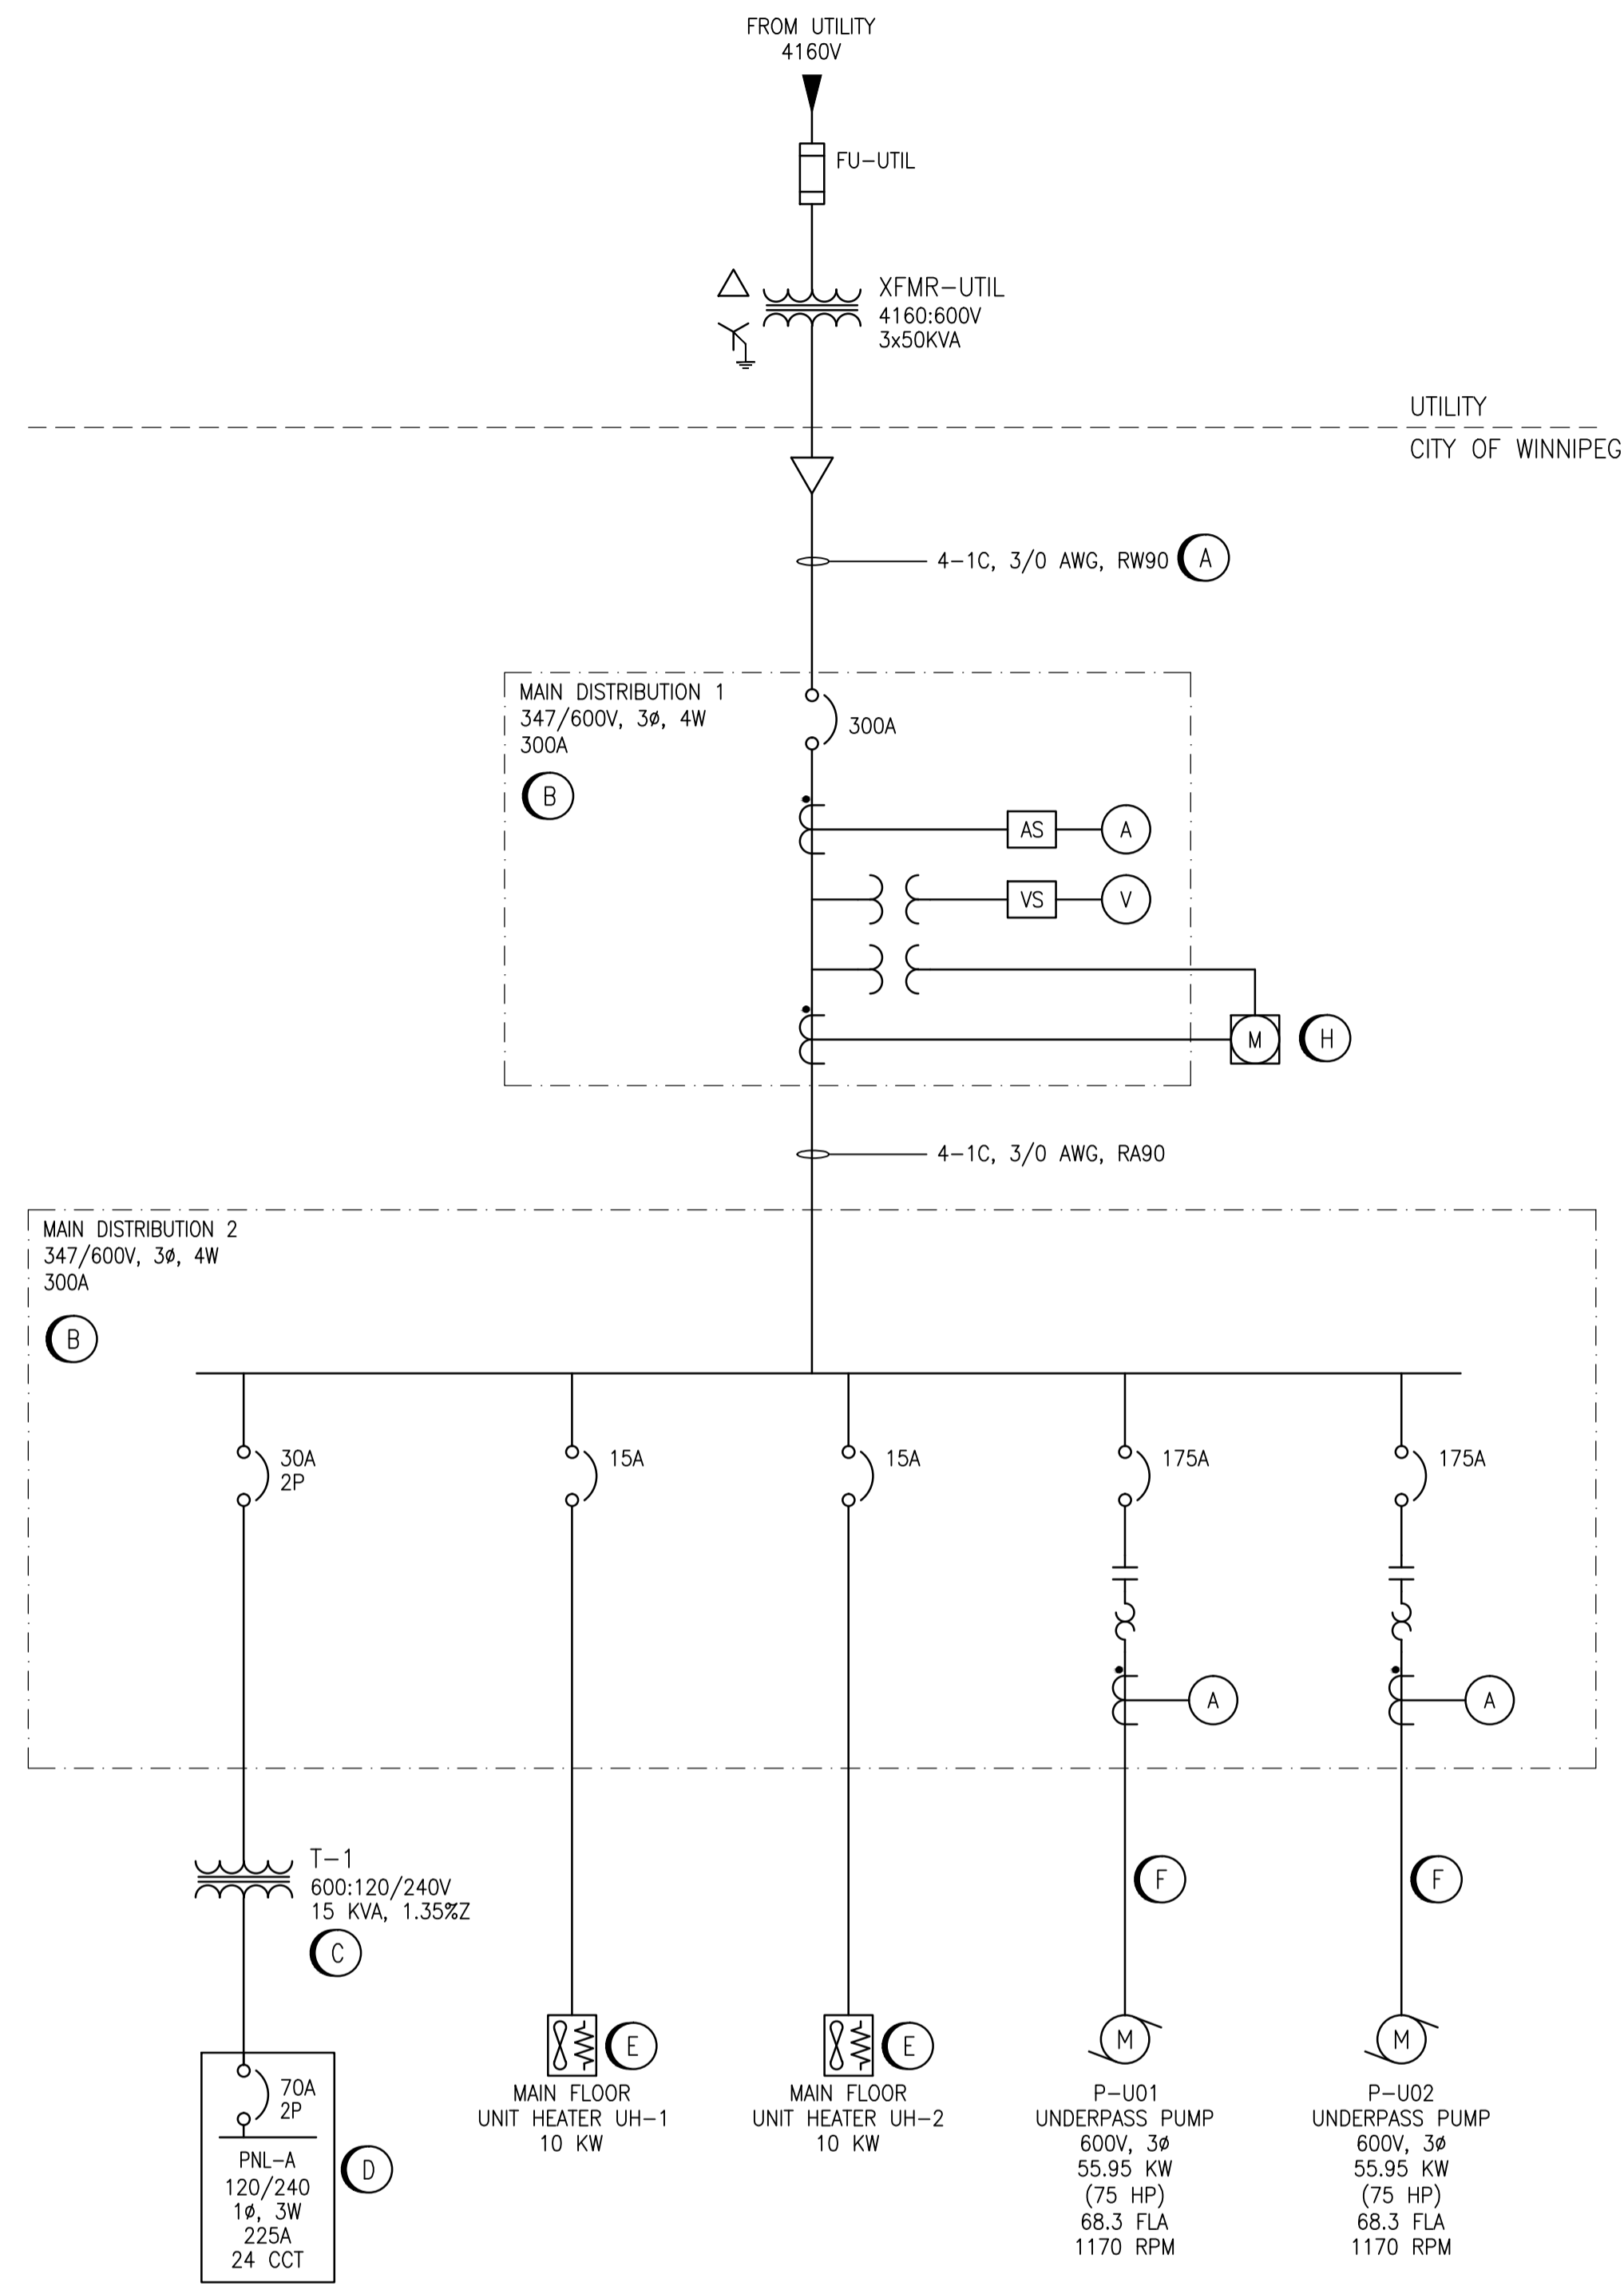 FROM UTILITY
4160V
FU-UTIL
XFMR-UTIL
4160:600V
3x50KVA
UTILITY
CITY OF WINNIPEG
4-1C, 3/0 AWG, RW90
A
MAIN DISTRIBUTION 1
347/600V, 3ø, 4W
300A
B
300A
AS
A
VS
V
M
H
4-1C, 3/0 AWG, RA90
MAIN DISTRIBUTION 2
347/600V, 3ø, 4W
300A
B
30A
2P
15A
15A
175A
175A
A
A
T-1
600:120/240V
15 KVA, 1.35%Z
C
F
F
70A
2P
PNL-A
120/240
1ø, 3W
225A
24 CCT
D
E
MAIN FLOOR
UNIT HEATER UH-1
10 KW
E
MAIN FLOOR
UNIT HEATER UH-2
10 KW
M
P-U01
UNDERPASS PUMP
600V, 3ø
55.95 KW
(75 HP)
68.3 FLA
1170 RPM
M
P-U02
UNDERPASS PUMP
600V, 3ø
55.95 KW
(75 HP)
68.3 FLA
1170 RPM